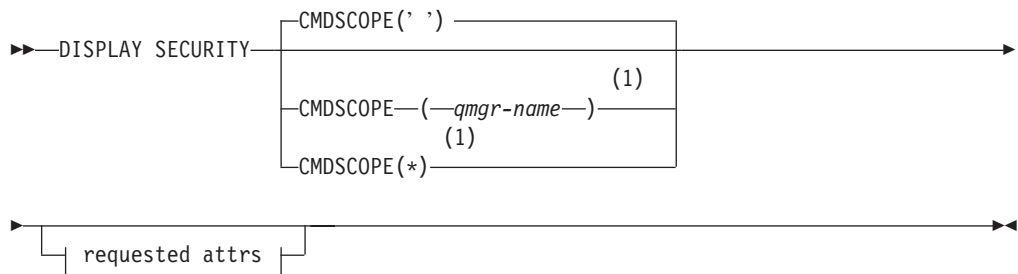 CMDSCOPE(’ ’)
DISPLAY SECURITY
(1)
CMDSCOPE ( qmgr-name )
(1)
CMDSCOPE(*)
requested attrs